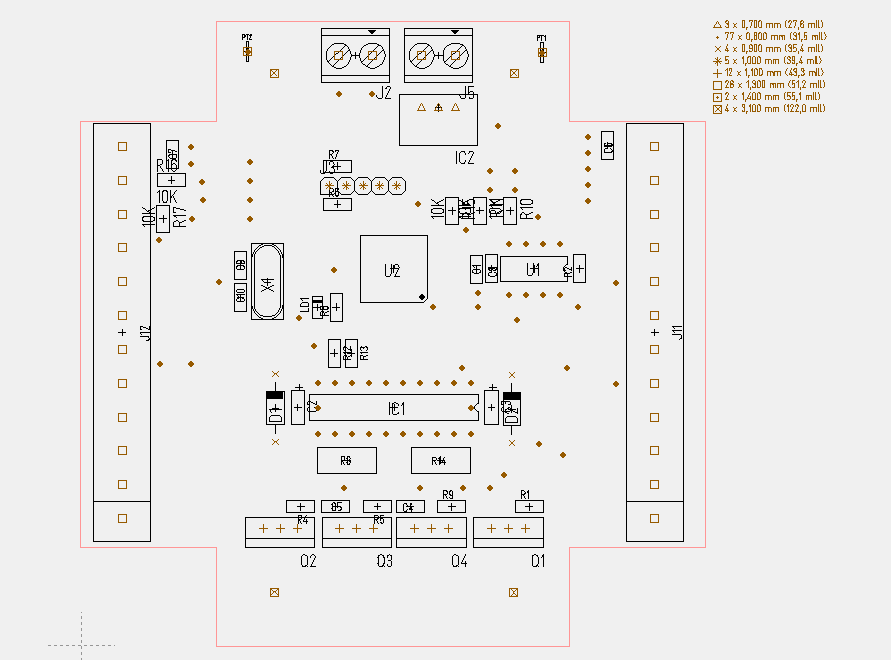 PT2
PT1
3 x 0,700 mm (27,6 mil)
77 x 0,800 mm (31,5 mil)
4 x 0,900 mm (35,4 mil)
5 x 1,000 mm (39,4 mil)
12 x 1,100 mm (43,3 mil)
26 x 1,300 mm (51,2 mil)
2 x 1,400 mm (55,1 mil)
4 x 3,100 mm (122,0 mil)
J2
J5
IC2
R7
J3
10K
10K
R17
10K
R10
U2
U1
R2
X4
LD1
J12
J11
R13
D1
C2
IC1
D2
R14
R9
R1
R4
R5
Q2
Q3
Q4
Q1